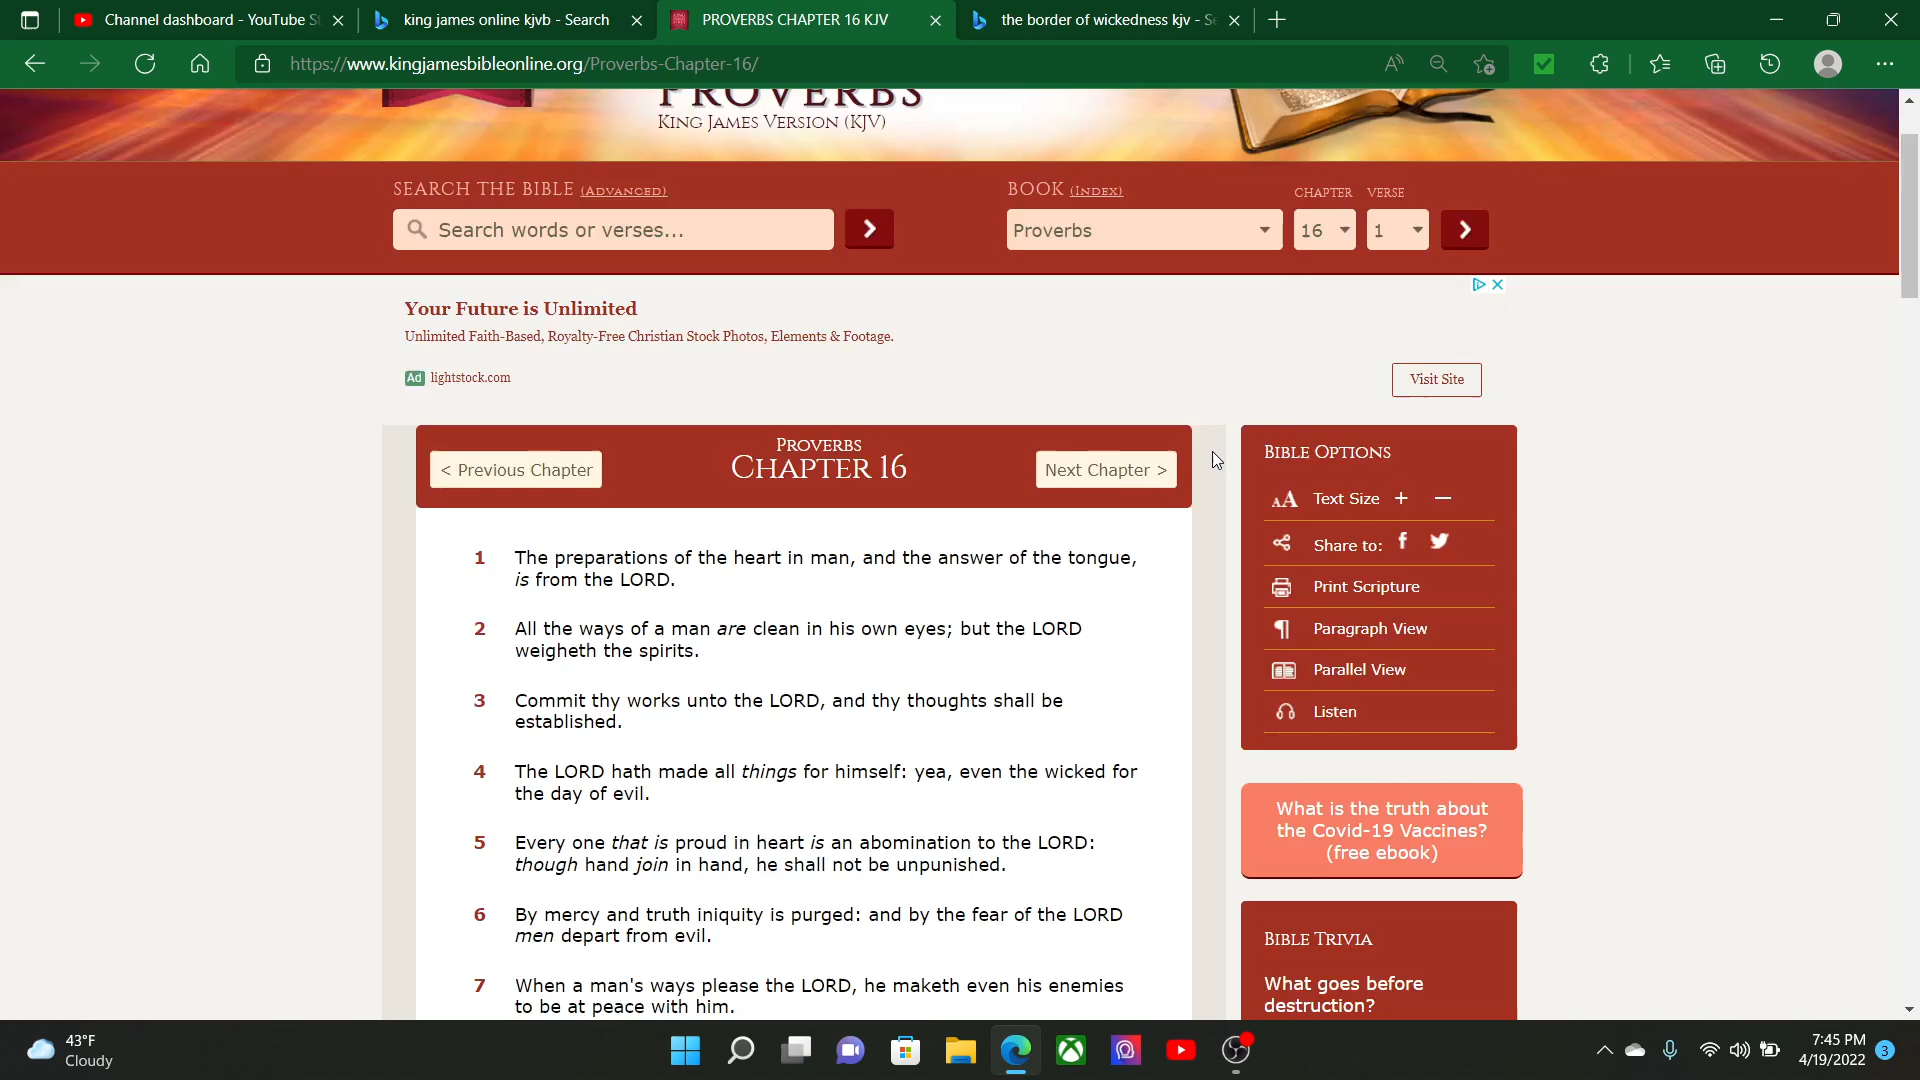 Channel dashboard - YouTube St
king james online kjvb - Search
PROVERBS CHAPTER 16 KJV
the border of wickedness kjv - Se
https://www.kingjamesbibleonline.org/Proverbs-Chapter-16/
PROVERBS
KING JAMES VERSION (KJV)
SEARCH THE BIBLE (ADVANCED)
BOOK (INDEX)
CHAPTER VERSE
Search words or verses...
Proverbs
16
1
Your Future is Unlimited
Unlimited Faith-Based, Royalty-Free Christian Stock Photos, Elements & Footage.
Ad lightstock.com
Visit Site
PROVERBS
CHAPTER 16
< Previous Chapter
Next Chapter >
1 The preparations of the heart in man, and the answer of the tongue,
is from the LORD.
2 All the ways of a man are clean in his own eyes; but the LORD
weigheth the spirits.
3 Commit thy works unto the LORD, and thy thoughts shall be
established.
4 The LORD hath made all things for himself: yea, even the wicked for
the day of evil.
5 Every one that is proud in heart is an abomination to the LORD:
though hand join in hand, he shall not be unpunished.
6 By mercy and truth iniquity is purged: and by the fear of the LORD
men depart from evil.
7 When a man's ways please the LORD, he maketh even his enemies
to be at peace with him.
BIBLE OPTIONS
AA Text Size + —
Share to:
Print Scripture
Paragraph View
Parallel View
Listen
What is the truth about
the Covid-19 Vaccines?
(free ebook)
BIBLE TRIVIA
What goes before
destruction?
43°F
Cloudy
7:45 PM
4/19/2022
3